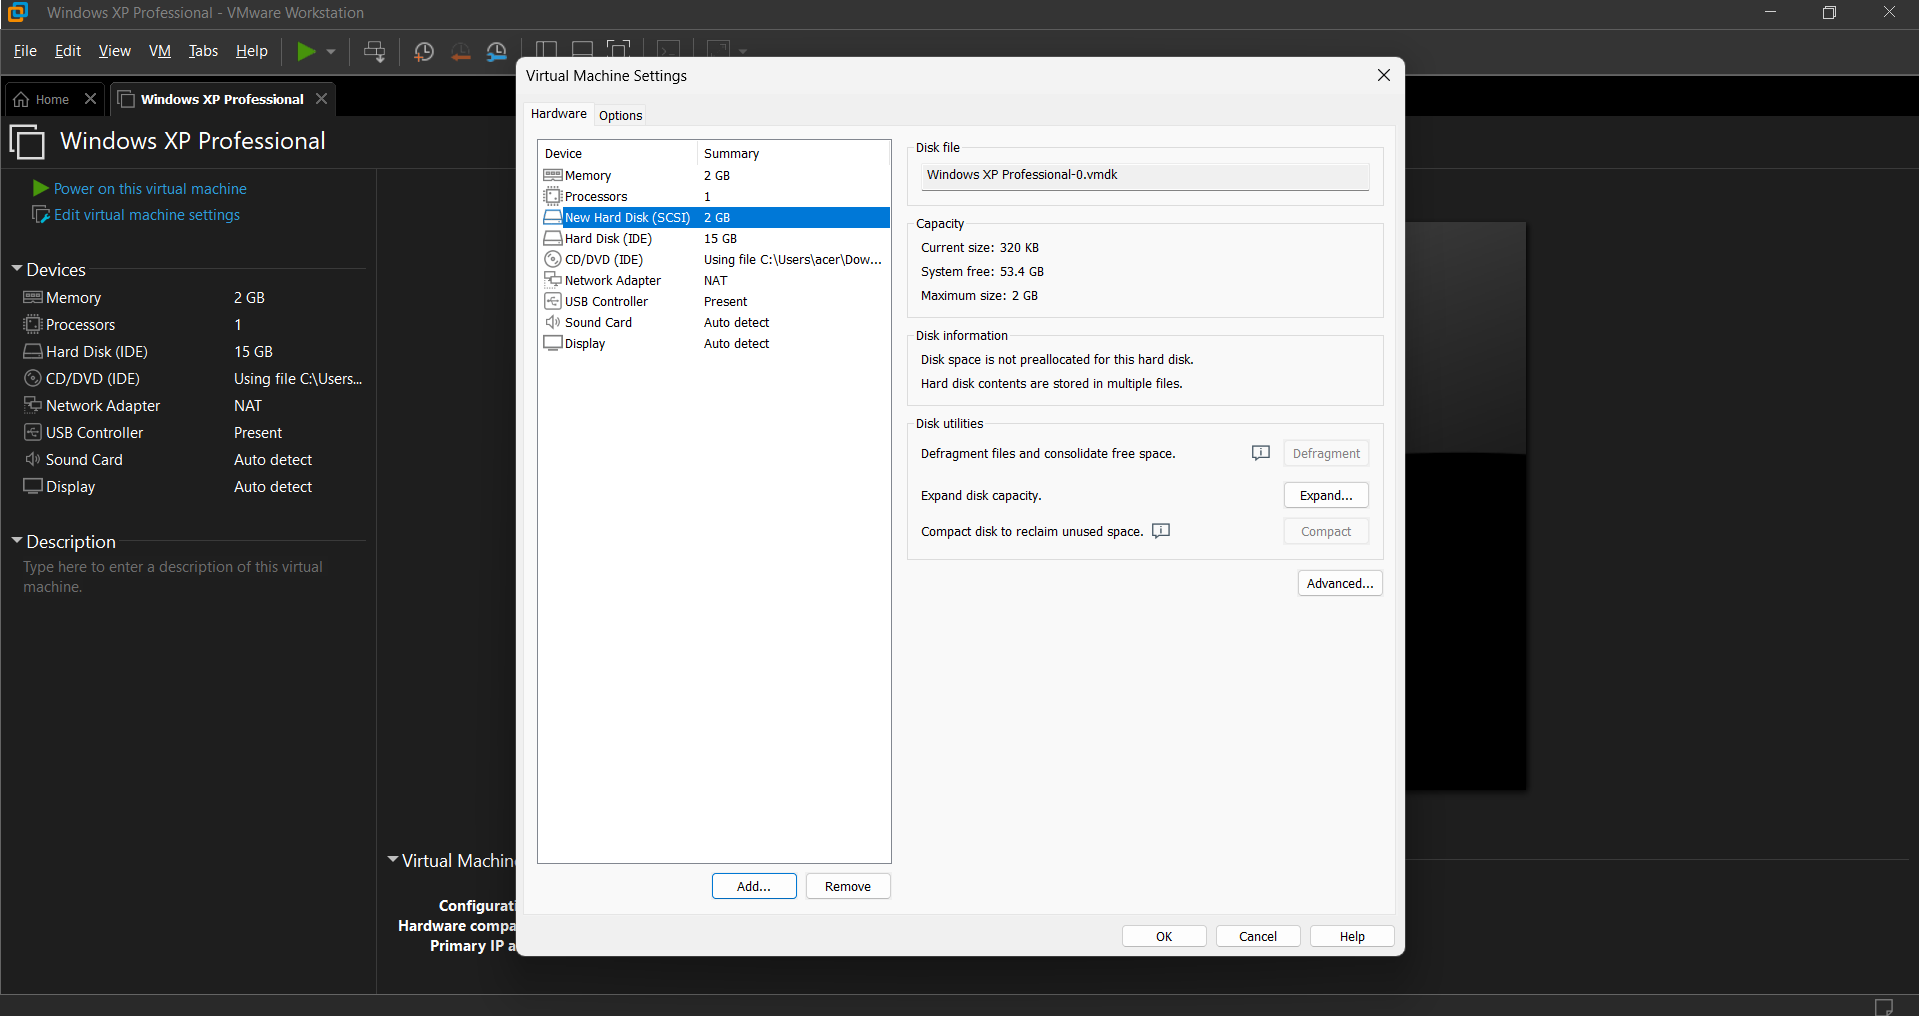 Windows XP Professional - VMware Workstation
File Edit View VM Tabs Help
Home Windows XP Professional
Windows XP Professional
Power on this virtual machine
Edit virtual machine settings
Devices
Memory 2 GB
Processors 1
Hard Disk (IDE) 15 GB
CD/DVD (IDE) Using file C:\Users...
Network Adapter NAT
USB Controller Present
Sound Card Auto detect
Display Auto detect
Description
Type here to enter a description of this virtual
machine.
Virtual Machin
Configurati
Hardware compa
Primary IP a
Virtual Machine Settings
Hardware Options
Device Summary
Memory 2 GB
Processors 1
New Hard Disk (SCSI) 2 GB
Hard Disk (IDE) 15 GB
CD/DVD (IDE) Using file C:\Users\acer\Dow...
Network Adapter NAT
USB Controller Present
Sound Card Auto detect
Display Auto detect
Add... Remove
Disk file
Windows XP Professional-0.vmdk
Capacity
Current size: 320 KB
System free: 53.4 GB
Maximum size: 2 GB
Disk information
Disk space is not preallocated for this hard disk.
Hard disk contents are stored in multiple files.
Disk utilities
Defragment files and consolidate free space. Defragment
Expand disk capacity. Expand...
Compact disk to reclaim unused space. Compact
Advanced...
OK Cancel Help